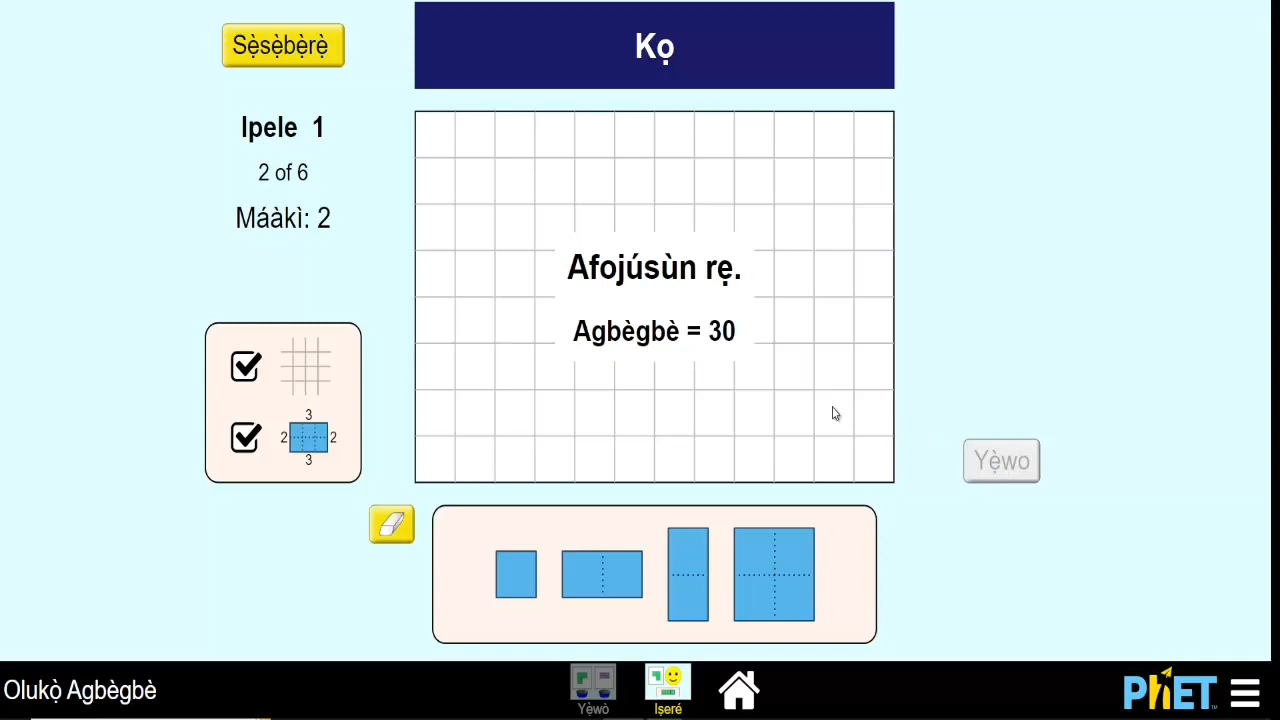 Sẹ̀sẹ̀bẹ̀rẹ̀
Kọ
Ipele 1
2 of 6
Máàkì: 2
Afojúsùn rẹ.
Agbègbè = 30
3
2 2
3
Yẹ̀wo
Olukọ̀ Agbègbè
Yẹ̀wò
Iṣeré
PhET